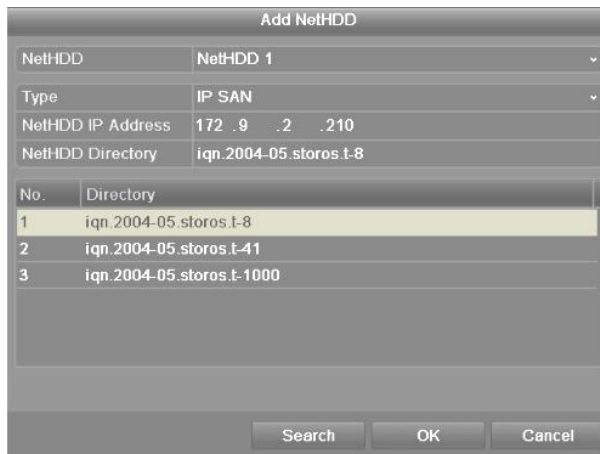 Add NetHDD
NetHDD NetHDD 1
Type IP SAN
NetHDD IP Address 172 .9 .2 .210
NetHDD Directory iqn.2004-05.storos.t-8
No. Directory
1 iqn.2004-05.storos.t-8
2 iqn.2004-05.storos.t-41
3 iqn.2004-05.storos.t-1000
Search OK Cancel